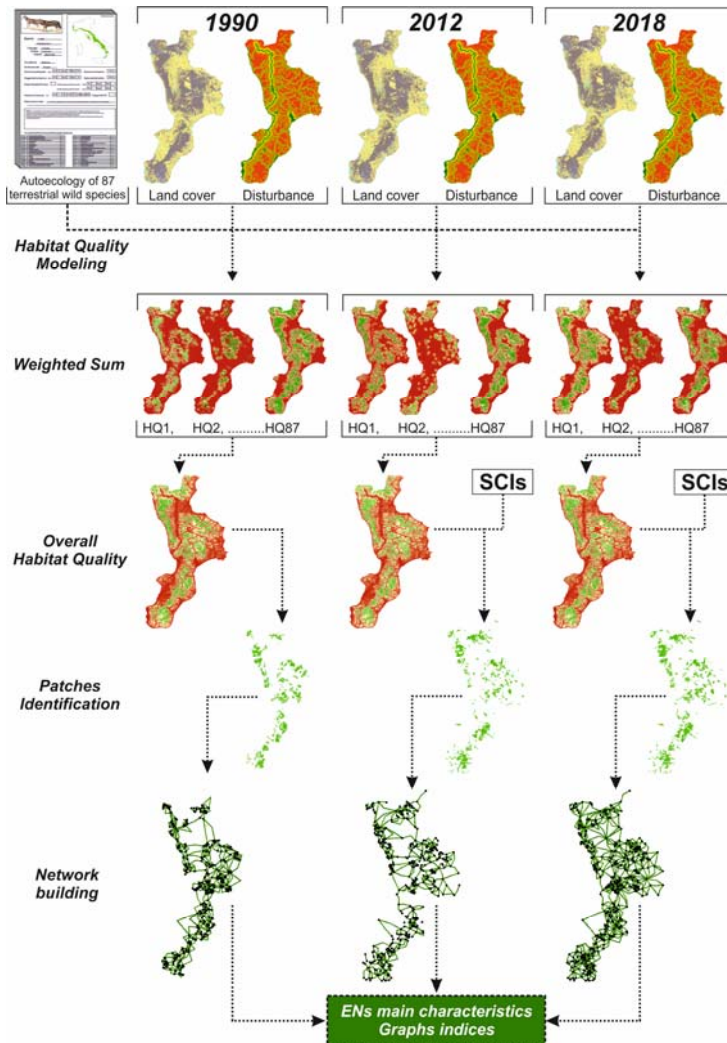 1990
2012
2018
Autoecology of 87
terrestrial wild species
Land cover
Disturbance
Land cover
Disturbance
Land cover
Disturbance
Habitat Quality
Modeling
Weighted Sum
HQ1, HQ2, .........HQ87
HQ1, HQ2, .........HQ87
HQ1, HQ2, .........HQ87
SCIs
SCIs
Overall
Habitat Quality
Patches
Identification
Network
building
ENs main characteristics
Graphs indices